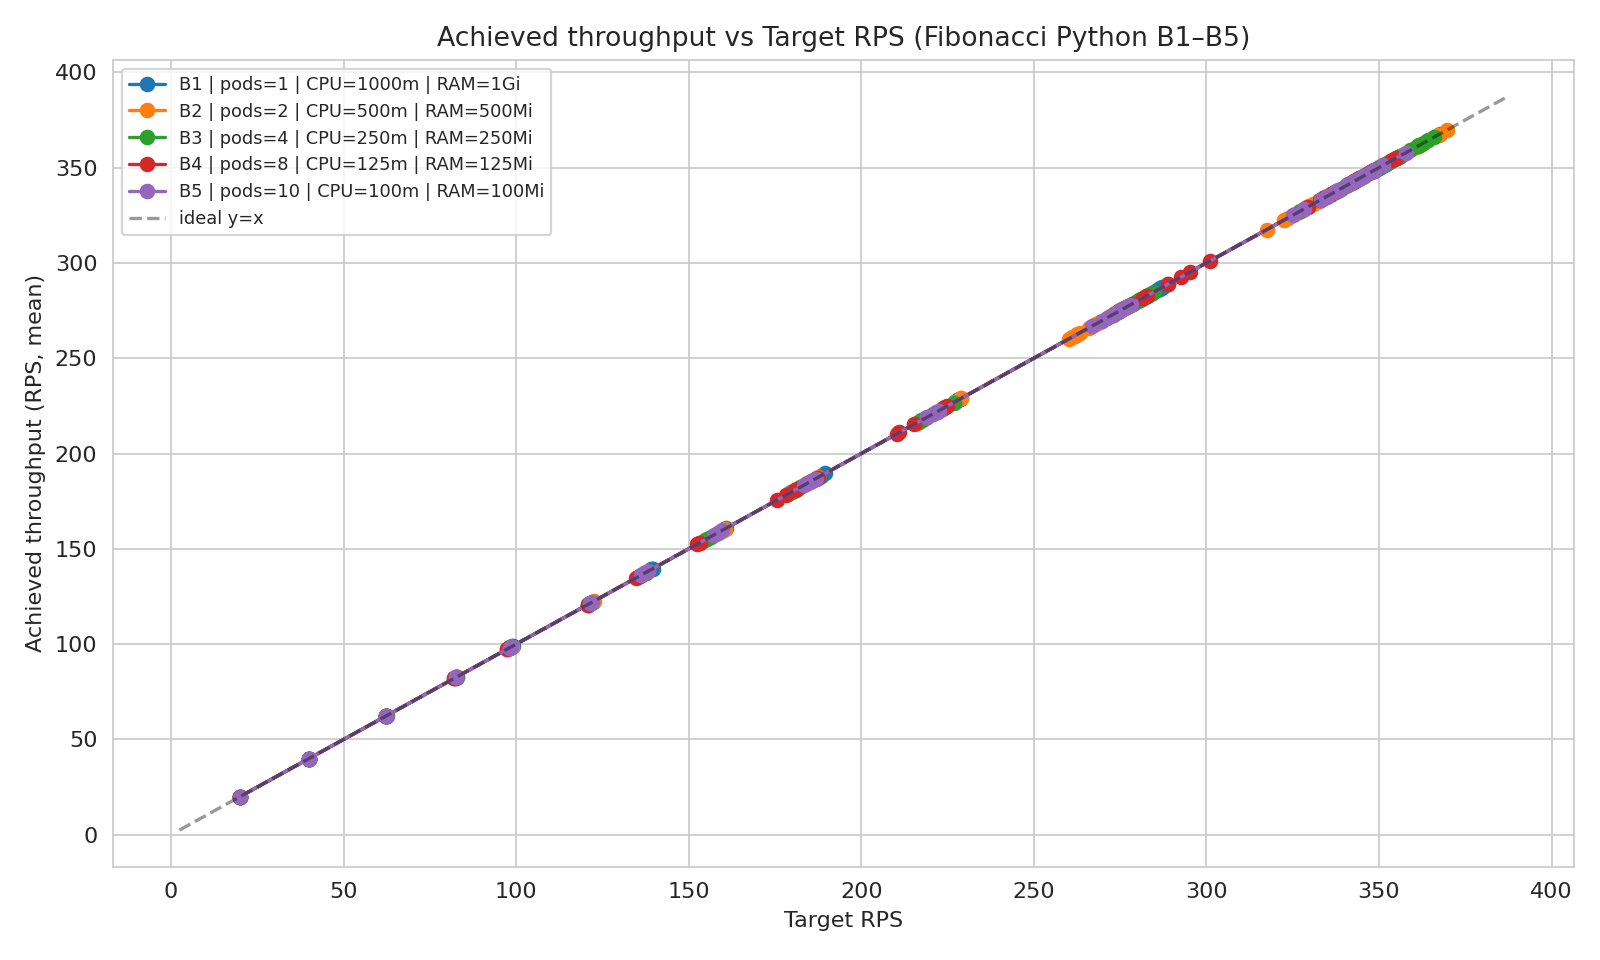 Achieved throughput vs Target RPS (Fibonacci Python B1–B5)
B1 | pods=1 | CPU=1000m | RAM=1Gi
B2 | pods=2 | CPU=500m | RAM=500Mi
B3 | pods=4 | CPU=250m | RAM=250Mi
B4 | pods=8 | CPU=125m | RAM=125Mi
B5 | pods=10 | CPU=100m | RAM=100Mi
ideal y=x
Achieved throughput (RPS, mean)
400
350
300
250
200
150
100
50
0
0 50 100 150 200 250 300 350 400
Target RPS